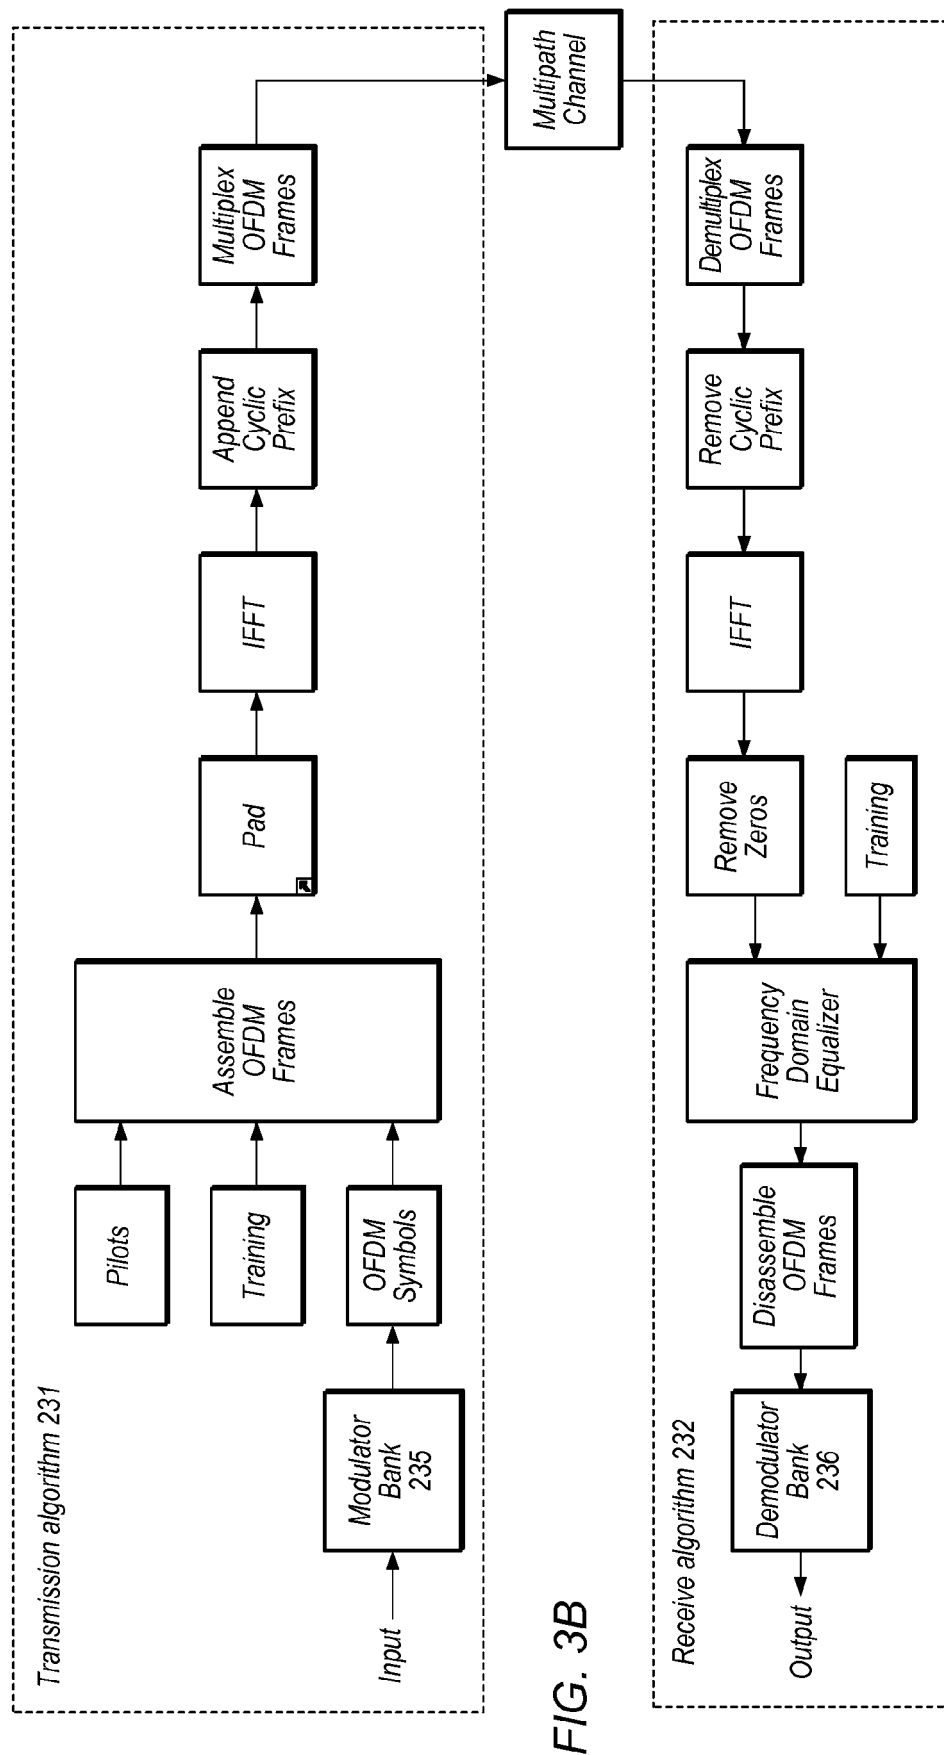 Transmission algorithm 231
Input
Modulator
Bank
235
Pilots
Training
OFDM
Symbols
Assemble
OFDM
Frames
Pad
IFFT
Append
Cyclic
Prefix
Multiplex
OFDM
Frames
Multipath
Channel
FIG. 3B
Receive algorithm 232
Demultiplex
OFDM
Frames
Remove
Cyclic
Prefix
IFFT
Remove
Zeros
Training
Frequency
Domain
Equalizer
Disassemble
OFDM
Frames
Demodulator
Bank
236
Output